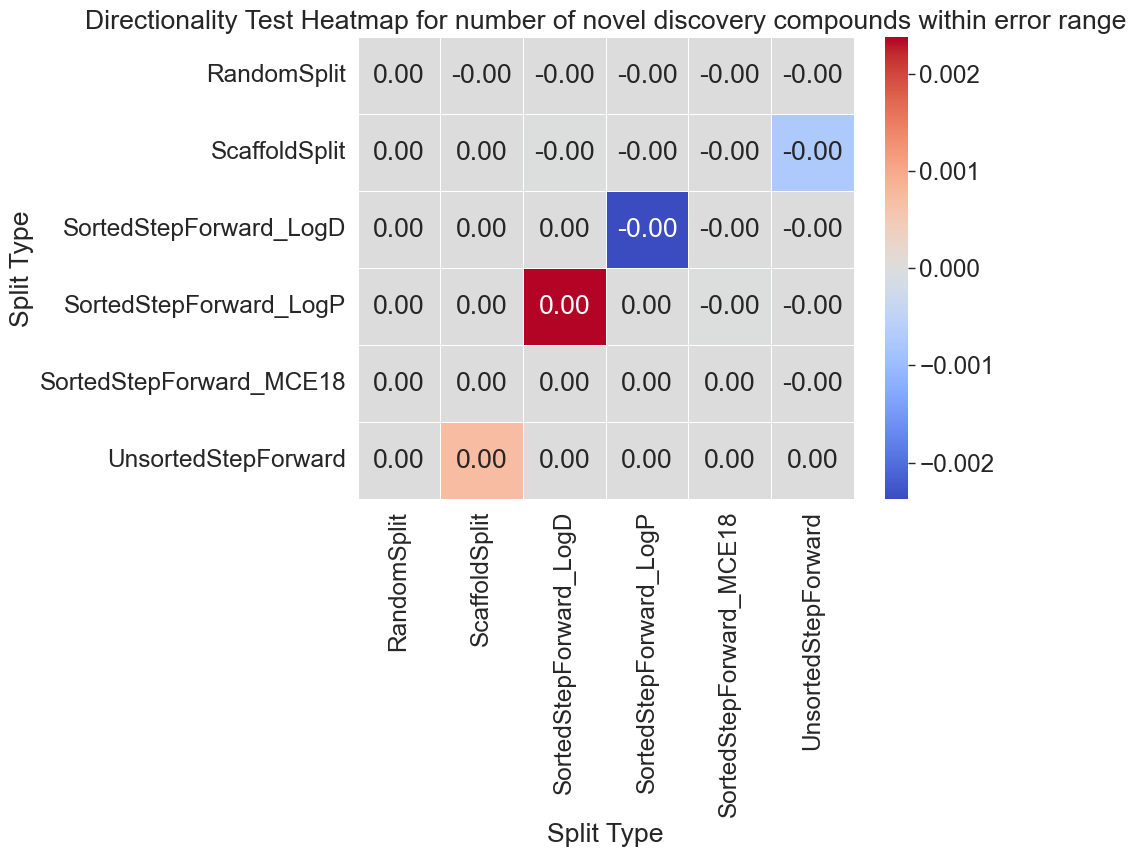 Directionality Test Heatmap for number of novel discovery compounds within error range
Split Type
RandomSplit 0.00 -0.00 -0.00 -0.00 -0.00 -0.00
ScaffoldSplit 0.00 0.00 -0.00 -0.00 -0.00 -0.00
SortedStepForward_LogD 0.00 0.00 0.00 -0.00 -0.00 -0.00
SortedStepForward_LogP 0.00 0.00 0.00 0.00 -0.00 -0.00
SortedStepForward_MCE18 0.00 0.00 0.00 0.00 0.00 -0.00
UnsortedStepForward 0.00 0.00 0.00 0.00 0.00 0.00
0.002
0.001
0.000
−0.001
−0.002
RandomSplit
ScaffoldSplit
SortedStepForward_LogD
SortedStepForward_LogP
SortedStepForward_MCE18
UnsortedStepForward
Split Type